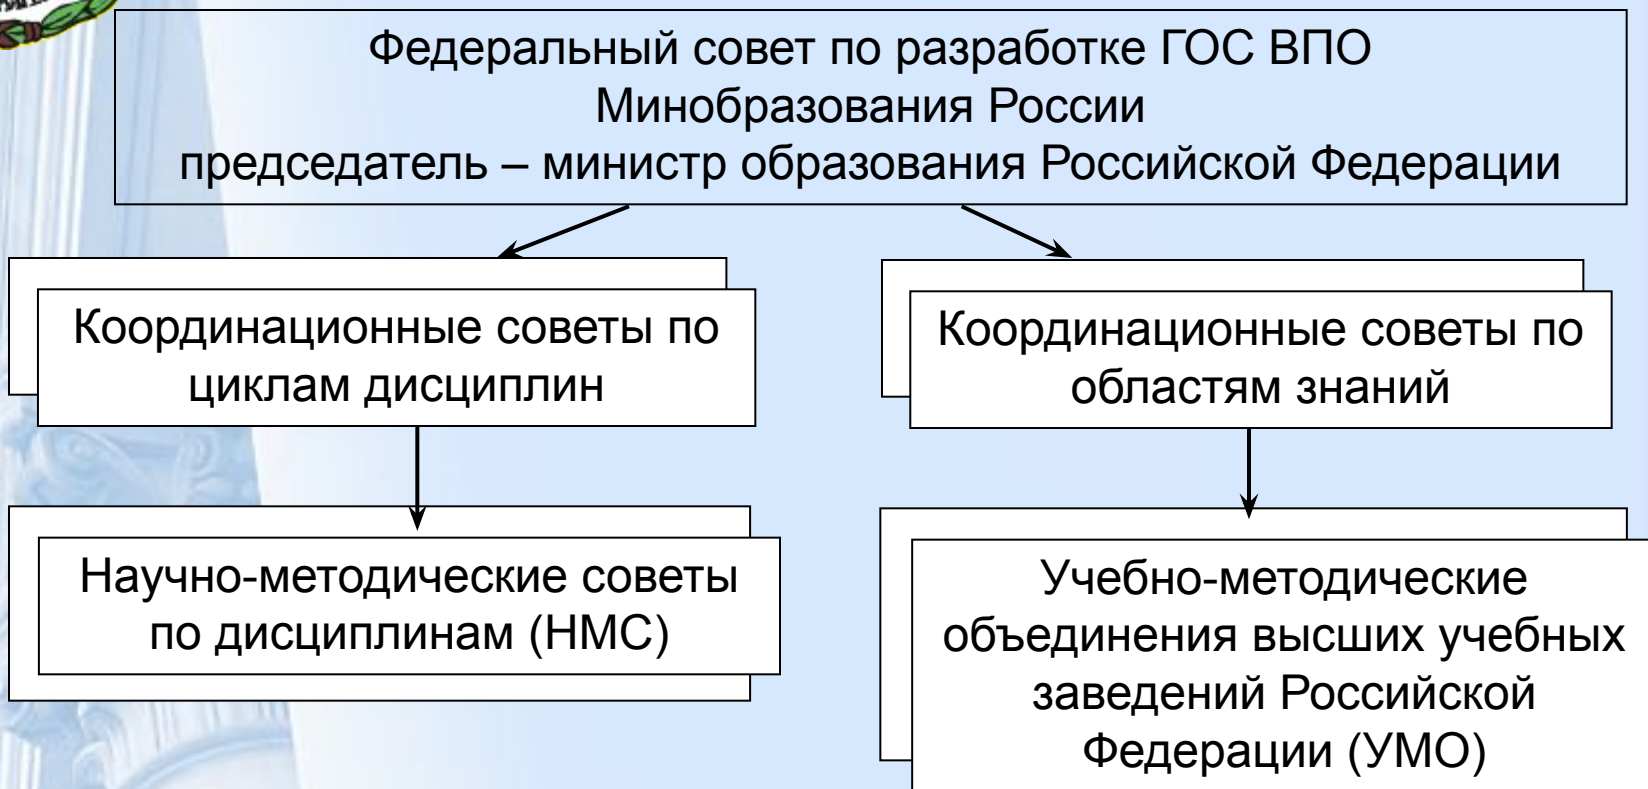 Федеральный совет по разработке ГОС ВПО
Минобразования России
председатель – министр образования Российской Федерации
Координационные советы по
циклам дисциплин
Координационные советы по
областям знаний
Научно-методические советы
по дисциплинам (НМС)
Учебно-методические
объединения высших учебных
заведений Российской
Федерации (УМО)